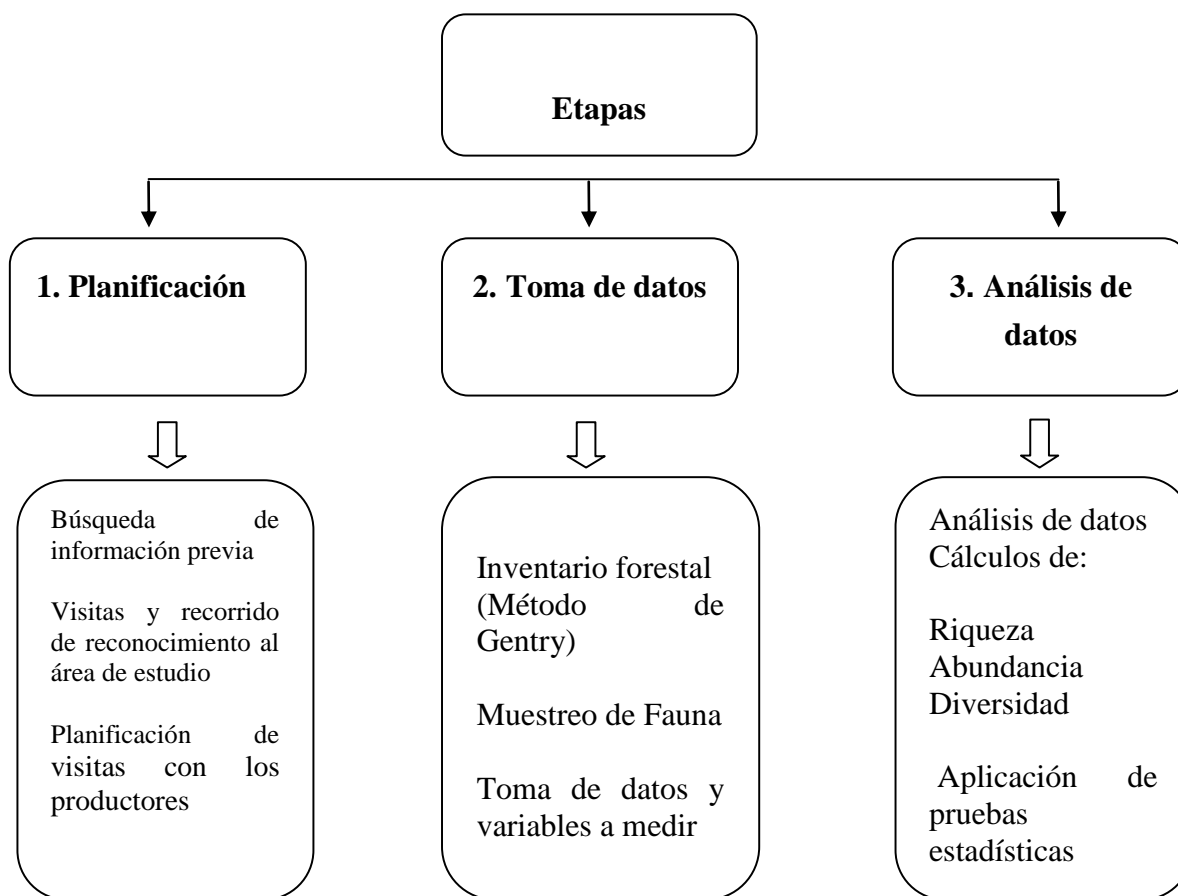 Etapas
1. Planificación
2. Toma de datos
3. Análisis de
datos
Búsqueda de
información previa
Visitas y recorrido
de reconocimiento al
área de estudio
Planificación de
visitas con los
productores
Inventario forestal
(Método de
Gentry)
Muestreo de Fauna
Toma de datos y
variables a medir
Análisis de datos
Cálculos de:
Riqueza
Abundancia
Diversidad
Aplicación de
pruebas
estadísticas